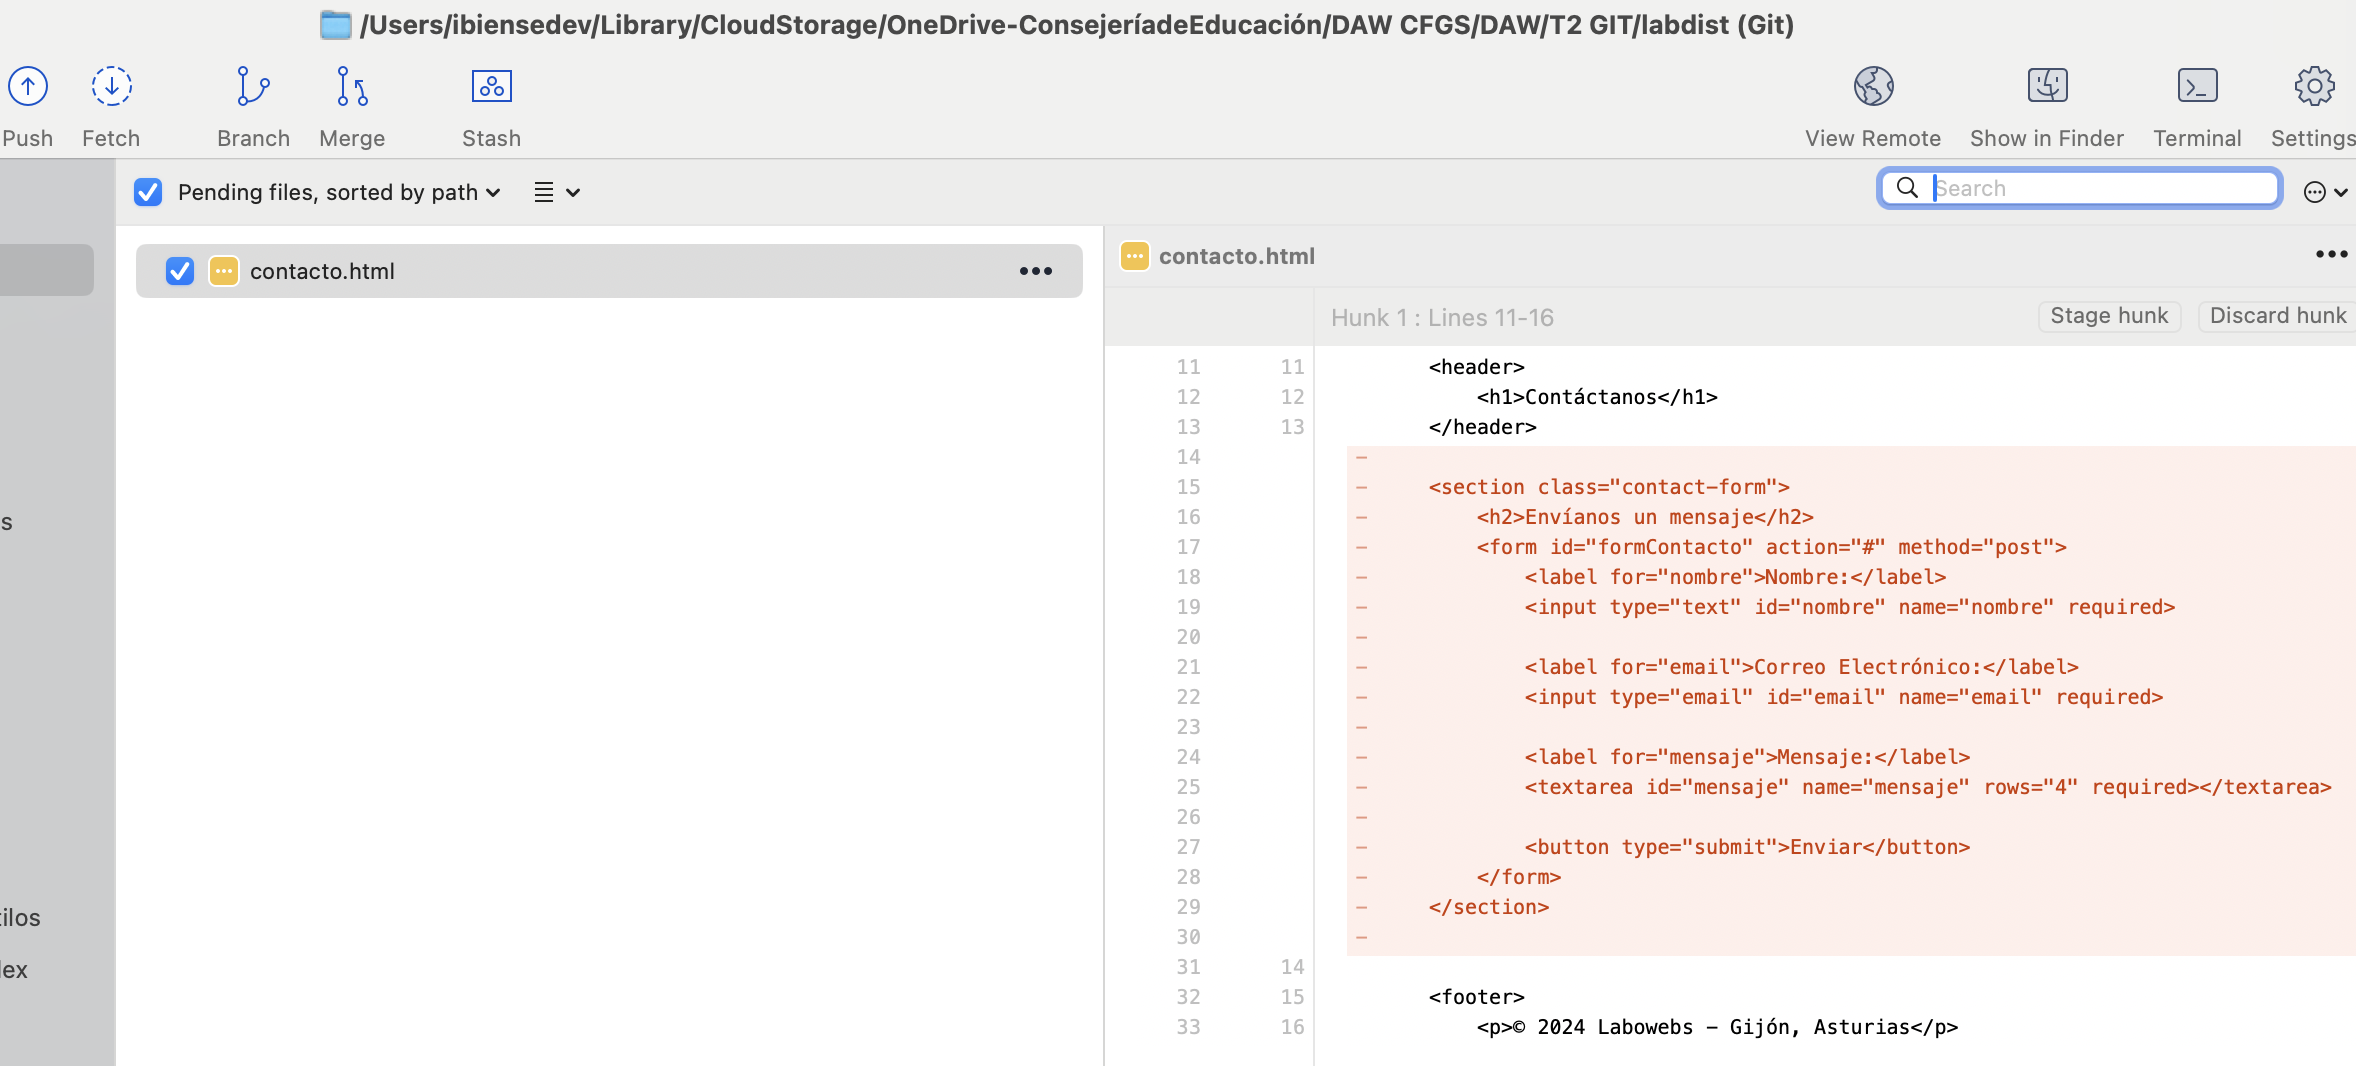 /Users/ibiensedev/Library/CloudStorage/OneDrive-ConsejeríadeEducación/DAW CFGS/DAW/T2 GIT/labdist (Git)
Push Fetch Branch Merge Stash View Remote Show in Finder Terminal Settings
Pending files, sorted by path
Search
s
ilos
lex
contacto.html
contacto.html
Hunk 1 : Lines 11-16 Stage hunk Discard hunk
11 11 <header>
12 12 <h1>Contáctanos</h1>
13 13 </header>
14 -
15 - <section class="contact-form">
16 - <h2>Envíanos un mensaje</h2>
17 - <form id="formContacto" action="#" method="post">
18 - <label for="nombre">Nombre:</label>
19 - <input type="text" id="nombre" name="nombre" required>
20 -
21 - <label for="email">Correo Electrónico:</label>
22 - <input type="email" id="email" name="email" required>
23 -
24 - <label for="mensaje">Mensaje:</label>
25 - <textarea id="mensaje" name="mensaje" rows="4" required></textarea>
26 -
27 - <button type="submit">Enviar</button>
28 - </form>
29 - </section>
30 -
31 14
32 15 <footer>
33 16 <p>© 2024 Labowebs - Gijón, Asturias</p>